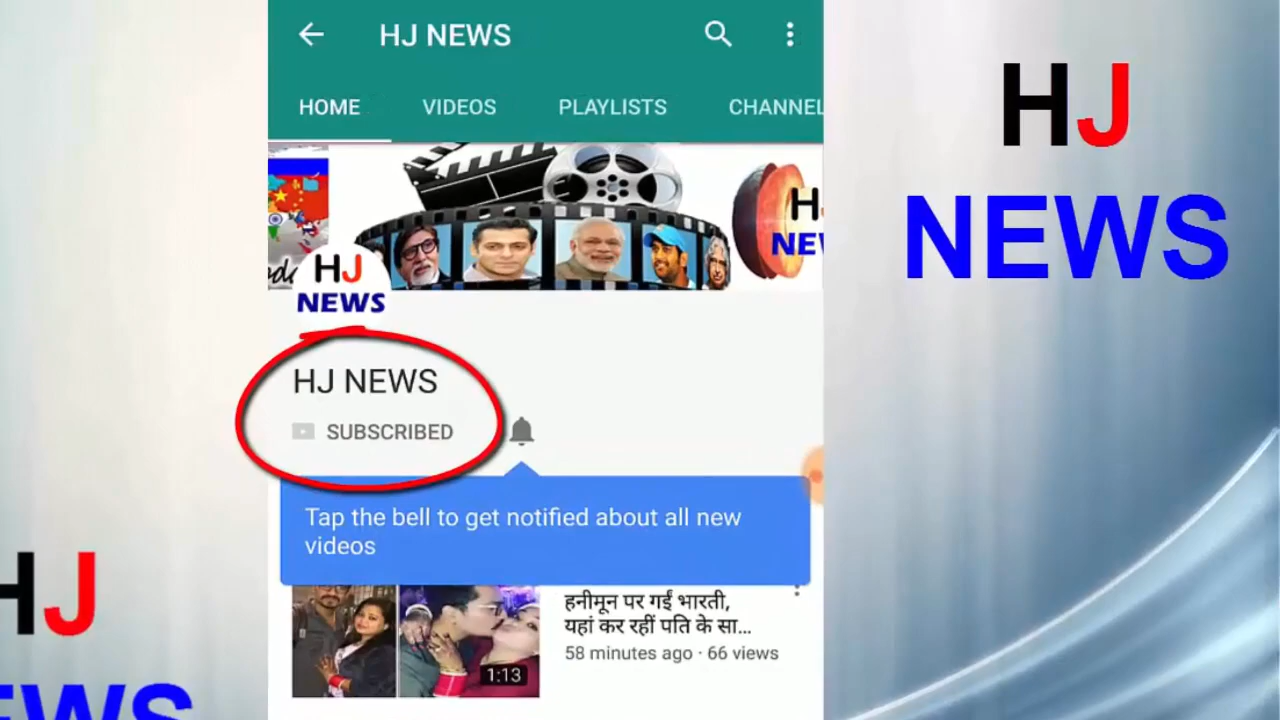 HJ NEWS
HOME VIDEOS PLAYLISTS CHANNEL
HJ
NEWS
HJ
NEWS
HJ NEWS
SUBSCRIBED
Tap the bell to get notified about all new
videos
हनीमून पर गईं भारती,
यहां कर रहीं पति के सा...
58 minutes ago · 66 views
1:13
HJ
NEWS
HJ
EWS